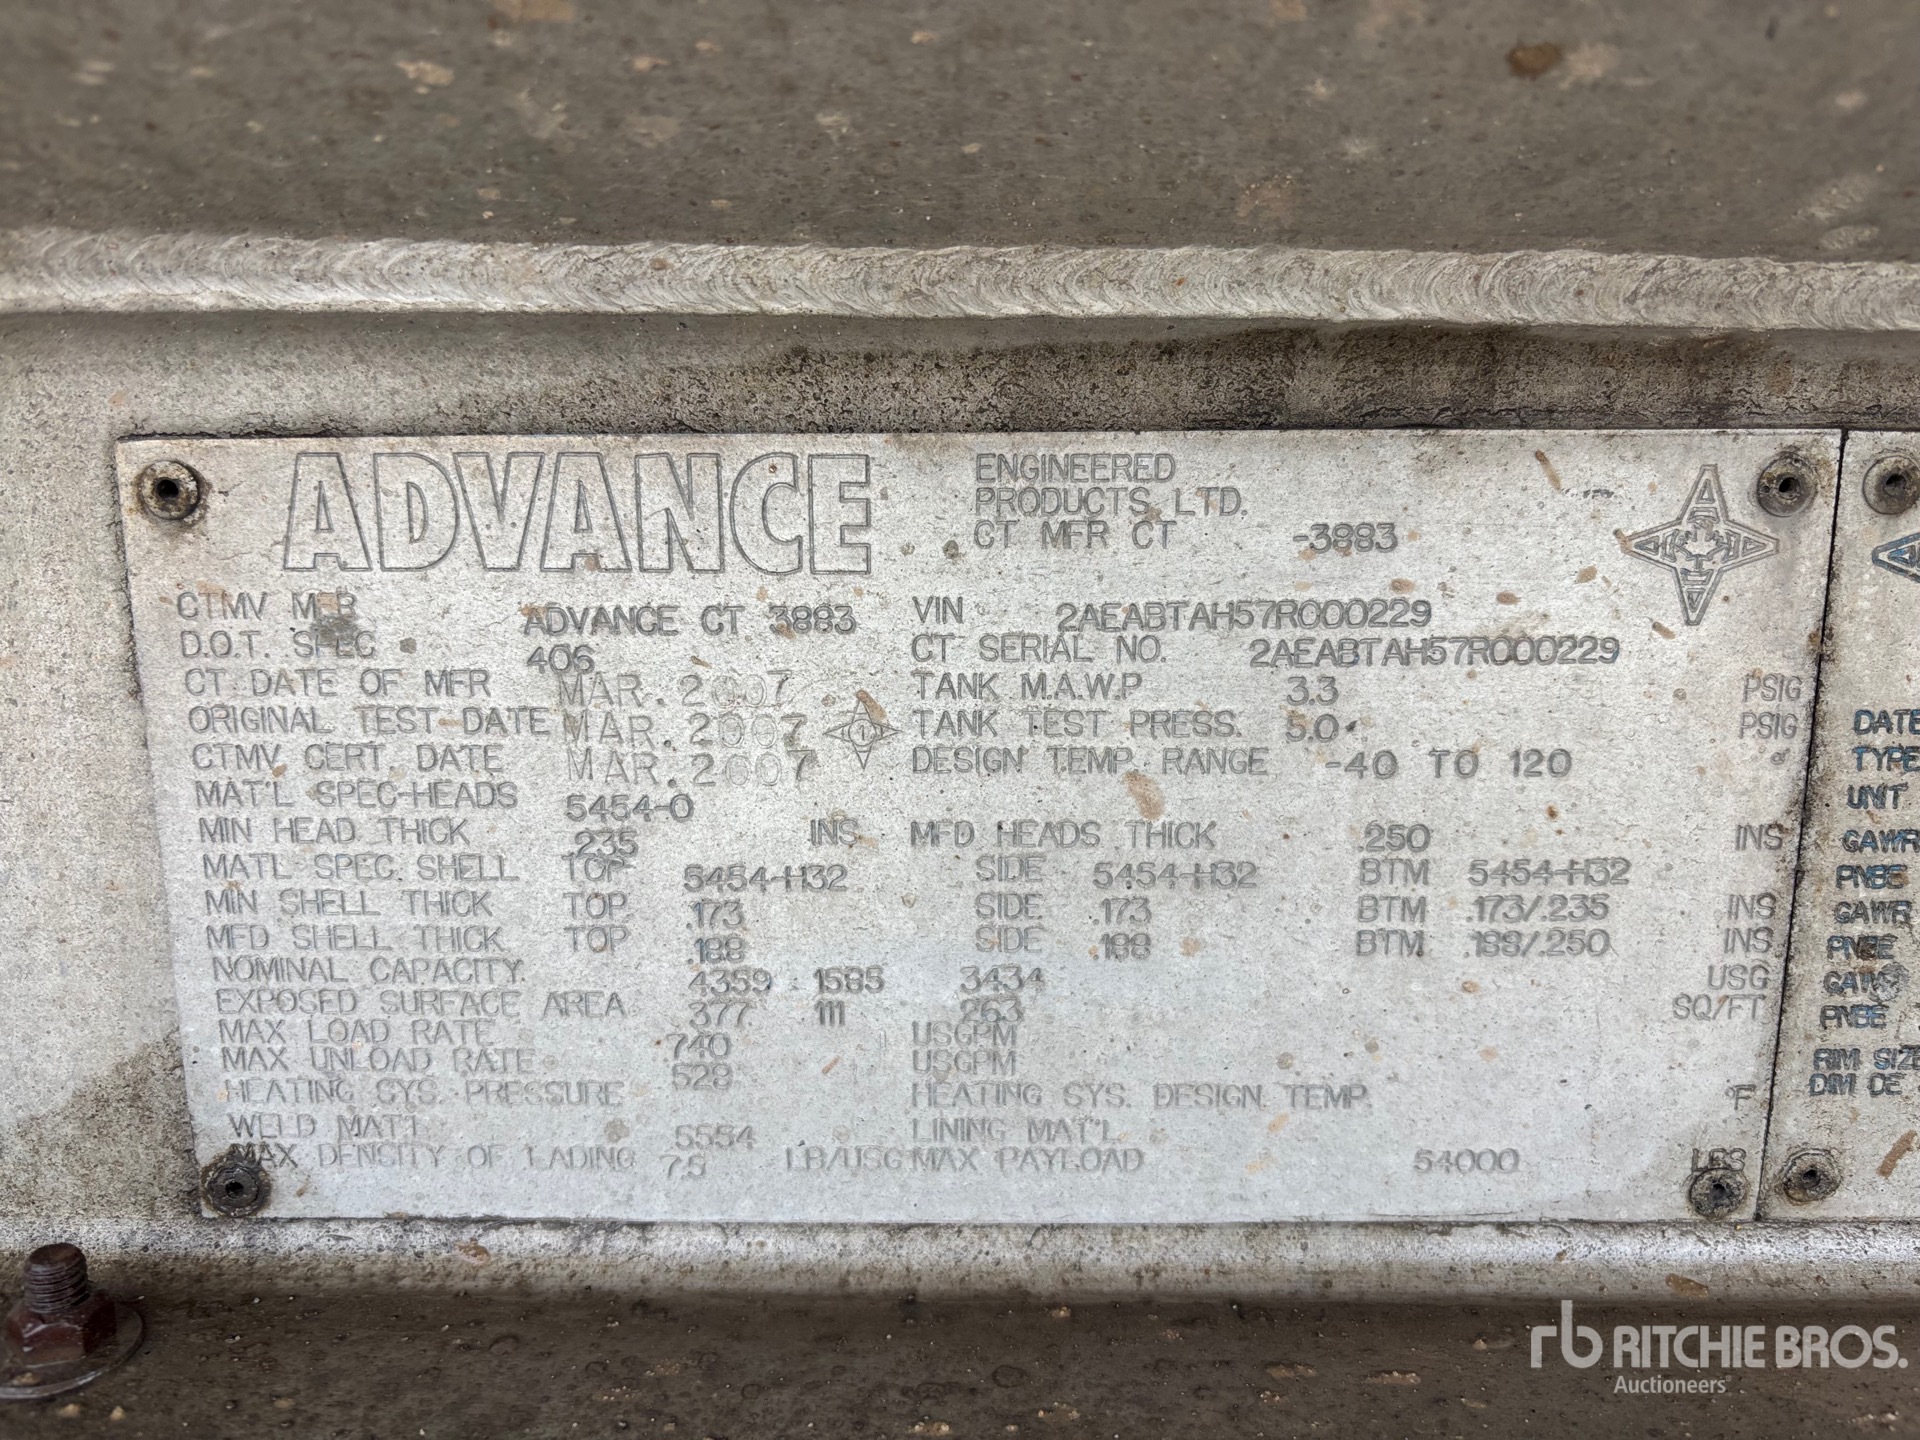 ADVANCE
ENGINEERED
PRODUCTS LTD.
CT MFR CT -3883
CTMV MFR ADVANCE CT 3883 VIN 2AEABTAH57R000229
D.O.T. SPEC 406 CT SERIAL NO. 2AEABTAH57R000229
CT DATE OF MFR MAR. 2007 TANK M.A.W.P 3.3 PSIG
ORIGINAL TEST DATE MAR. 2007 1 TANK TEST PRESS. 5.0 PSIG
CTMV CERT. DATE MAR. 2007 DESIGN TEMP. RANGE -40 TO 120
MAT'L SPEC-HEADS 5454-0
MIN HEAD THICK .235 INS MFD HEADS THICK .250 INS
MATL SPEC. SHELL TOP 5454-H32 SIDE 5454-H32 BTM 5454-H32
MIN SHELL THICK TOP .173 SIDE .173 BTM .173/.235 INS
MFD SHELL THICK TOP .188 SIDE .188 BTM .188/.250 INS
NOMINAL CAPACITY. 4359 1585 3434 USG
EXPOSED SURFACE AREA 377 111 263 SQ/FT
MAX LOAD RATE 740 USGPM
MAX UNLOAD RATE 528 USGPM
HEATING SYS. PRESSURE HEATING SYS. DESIGN TEMP. °F
WELD MAT'L 5554 LINING MAT'L
MAX DENSITY OF LADING 7.5 LB/USG MAX PAYLOAD 54000 LBS
DATE
TYPE
UNIT
GAWR
PNBE
GAWR
PNBE
GAWR
PNBE
RIM SIZE
DIM DE
rb RITCHIE BROS.
Auctioneers